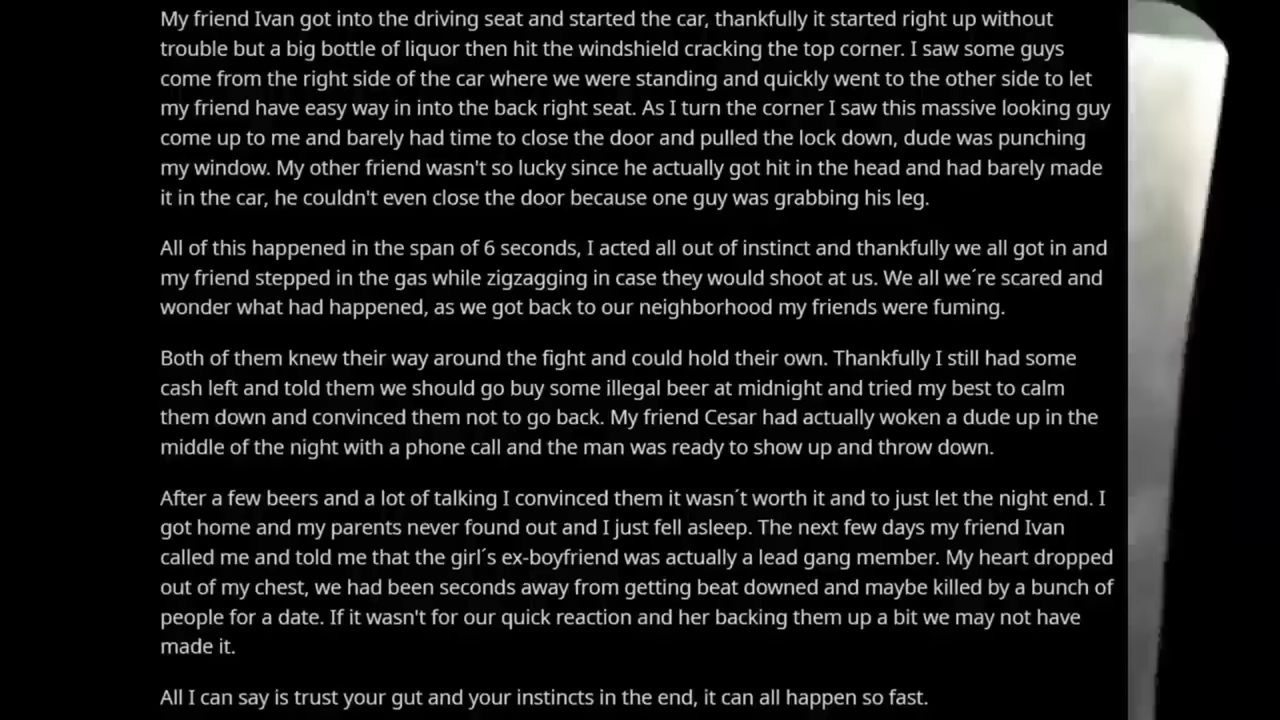 My friend Ivan got into the driving seat and started the car, thankfully it started right up without
trouble but a big bottle of liquor then hit the windshield cracking the top corner. I saw some guys
come from the right side of the car where we were standing and quickly went to the other side to let
my friend have easy way in into the back right seat. As I turn the corner I saw this massive looking guy
come up to me and barely had time to close the door and pulled the lock down, dude was punching
my window. My other friend wasn't so lucky since he actually got hit in the head and had barely made
it in the car, he couldn't even close the door because one guy was grabbing his leg.
All of this happened in the span of 6 seconds, I acted all out of instinct and thankfully we all got in and
my friend stepped in the gas while zigzagging in case they would shoot at us. We all we´re scared and
wonder what had happened, as we got back to our neighborhood my friends were fuming.
Both of them knew their way around the fight and could hold their own. Thankfully I still had some
cash left and told them we should go buy some illegal beer at midnight and tried my best to calm
them down and convinced them not to go back. My friend Cesar had actually woken a dude up in the
middle of the night with a phone call and the man was ready to show up and throw down.
After a few beers and a lot of talking I convinced them it wasn´t worth it and to just let the night end. I
got home and my parents never found out and I just fell asleep. The next few days my friend Ivan
called me and told me that the girl´s ex-boyfriend was actually a lead gang member. My heart dropped
out of my chest, we had been seconds away from getting beat downed and maybe killed by a bunch of
people for a date. If it wasn't for our quick reaction and her backing them up a bit we may not have
made it.
All I can say is trust your gut and your instincts in the end, it can all happen so fast.